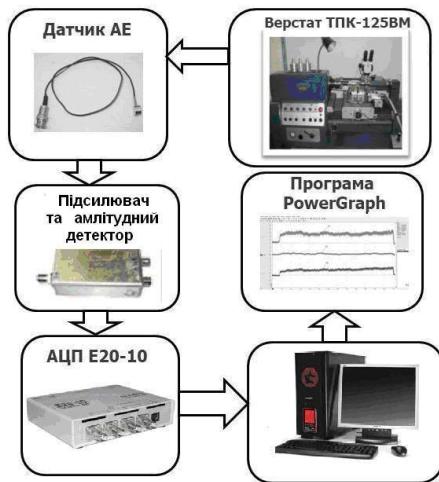 Датчик АЕ
Верстат ТПК-125ВМ
Підсилювач
та амлітудний
детектор
Програма
PowerGraph
АЦП Е20-10